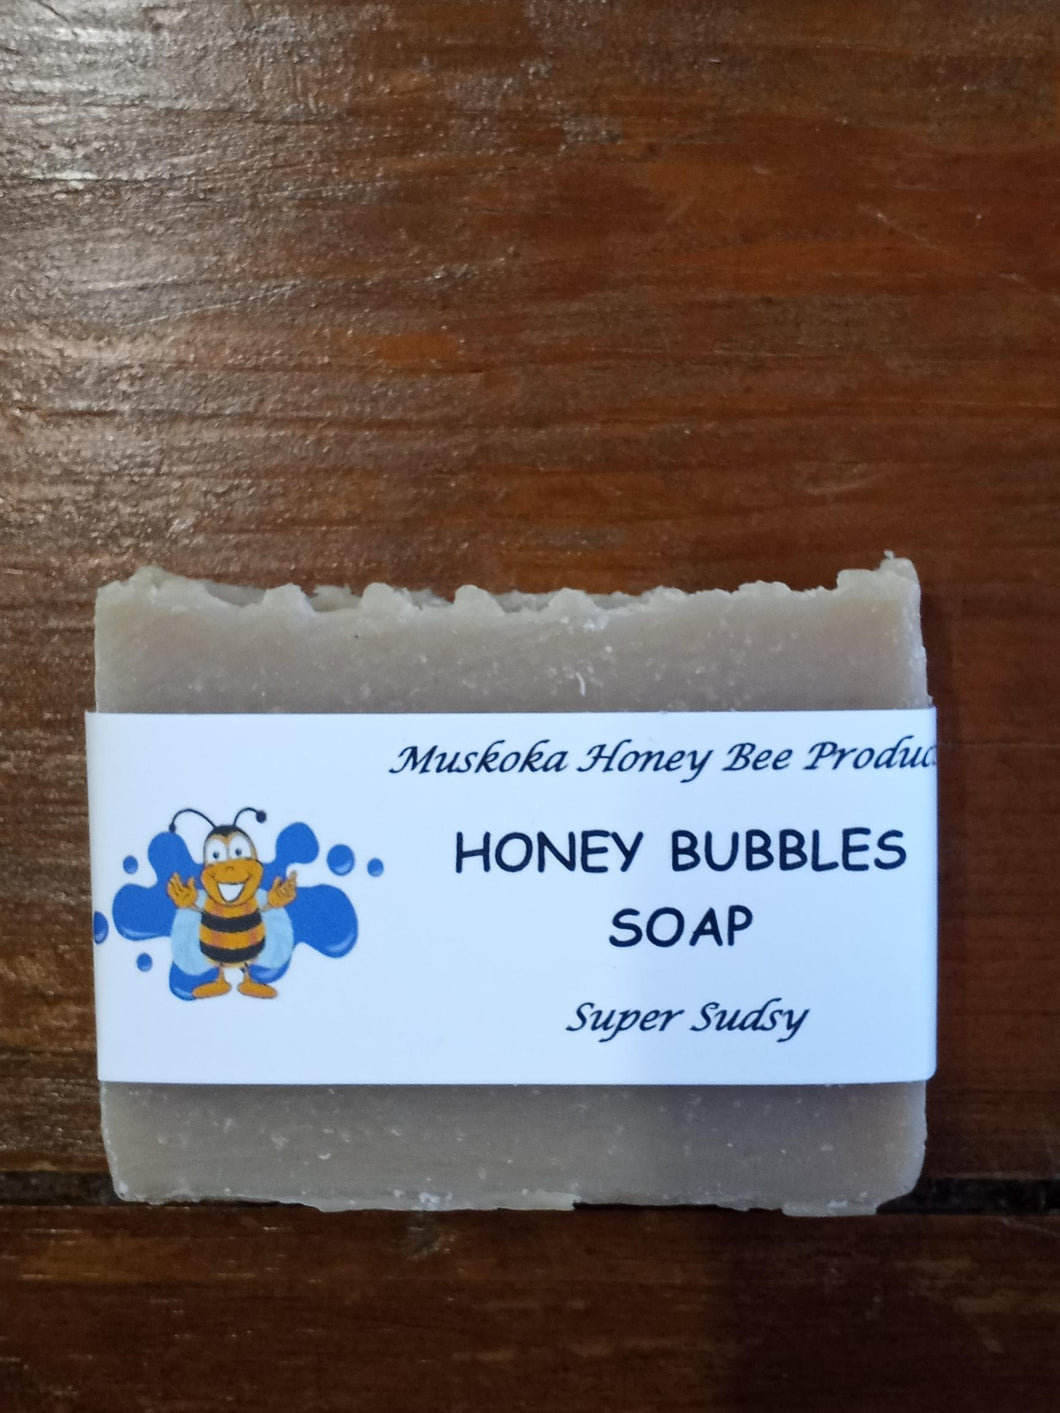 Muskoka Honey Bee Produc
HONEY BUBBLES
SOAP
Super Sudsy